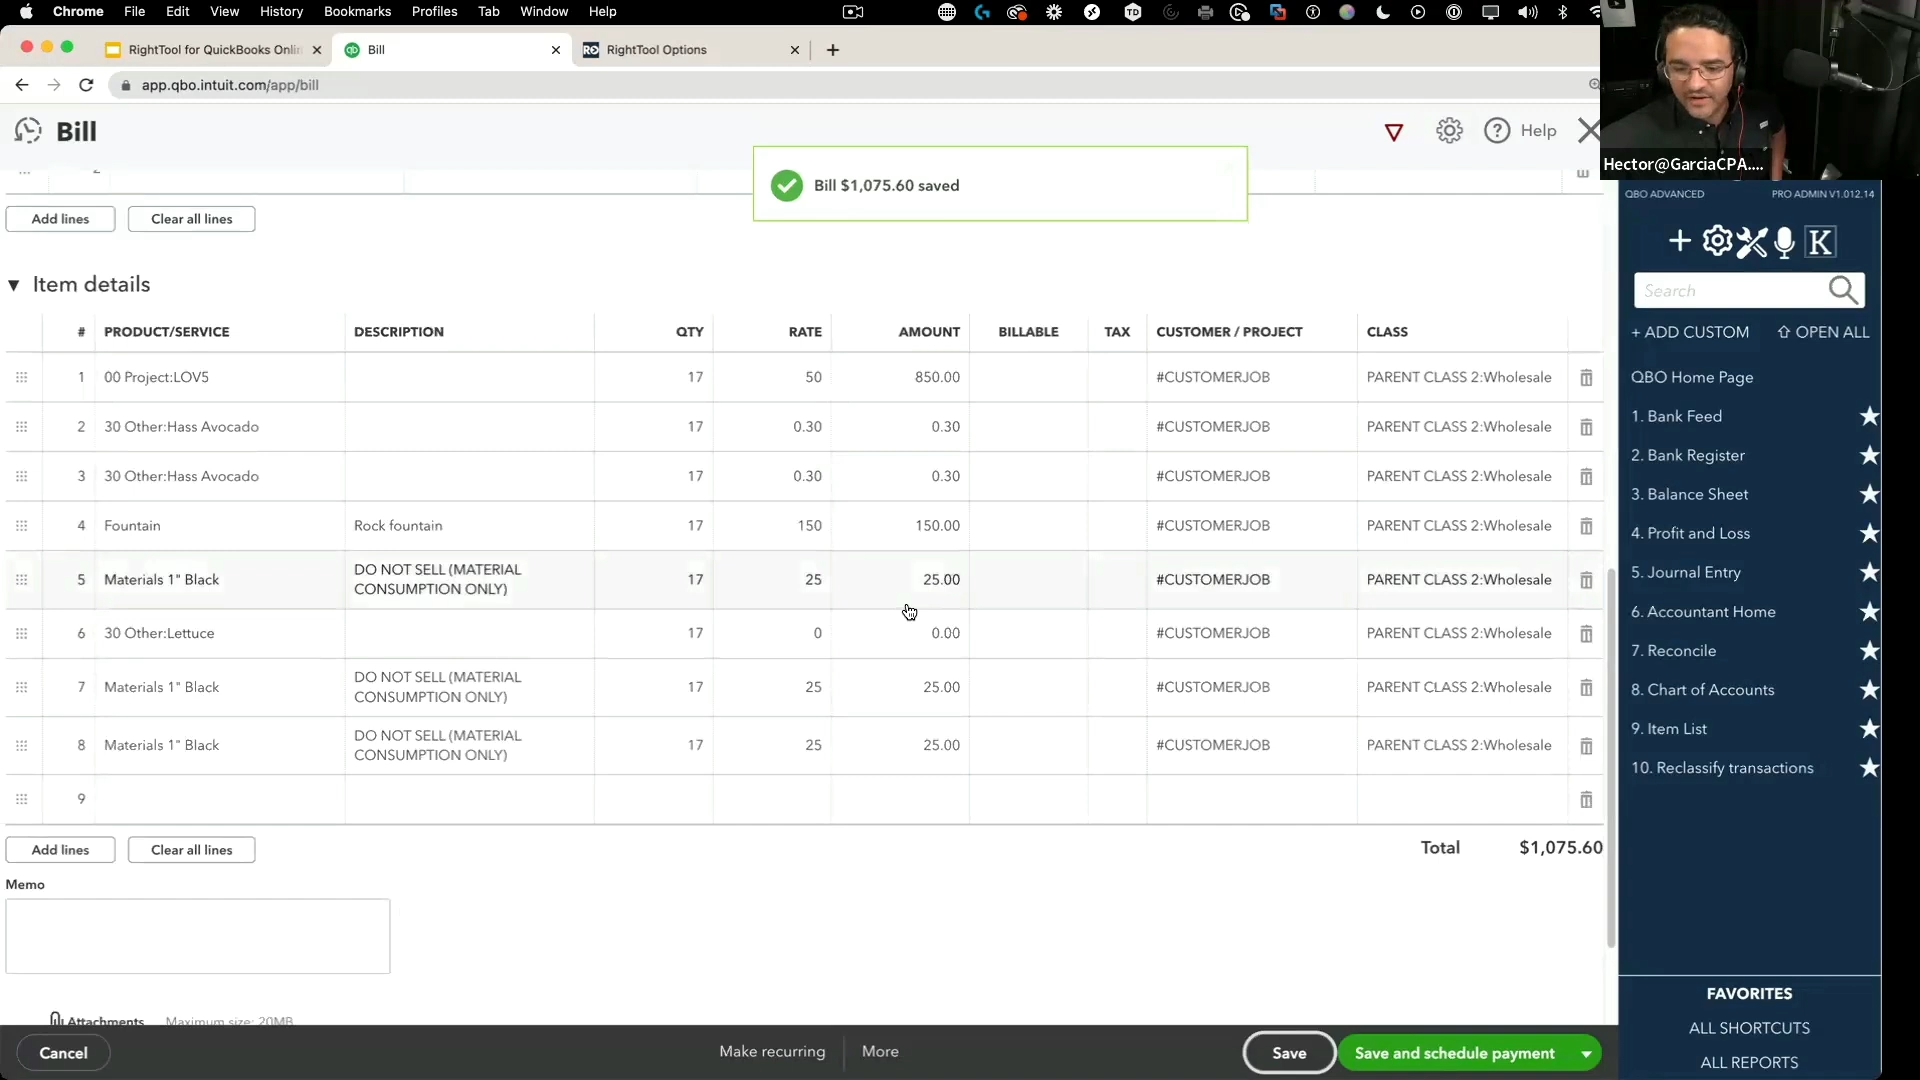 Chrome File Edit View History Bookmarks Profiles Tab Window Help
RightTool for QuickBooks Onli
Bill
RightTool Options
app.qbo.intuit.com/app/bill
Bill
Help
Bill $1,075.60 saved
Hector@GarciaCPA....
2
Add lines Clear all lines
Item details
# PRODUCT/SERVICE DESCRIPTION QTY RATE AMOUNT BILLABLE TAX CUSTOMER / PROJECT CLASS
1 00 Project:LOV5 17 50 850.00 #CUSTOMERJOB PARENT CLASS 2:Wholesale
2 30 Other:Hass Avocado 17 0.30 0.30 #CUSTOMERJOB PARENT CLASS 2:Wholesale
3 30 Other:Hass Avocado 17 0.30 0.30 #CUSTOMERJOB PARENT CLASS 2:Wholesale
4 Fountain Rock fountain 17 150 150.00 #CUSTOMERJOB PARENT CLASS 2:Wholesale
5 Materials 1" Black DO NOT SELL (MATERIAL
CONSUMPTION ONLY) 17 25 25.00 #CUSTOMERJOB PARENT CLASS 2:Wholesale
6 30 Other:Lettuce 17 0 0.00 #CUSTOMERJOB PARENT CLASS 2:Wholesale
7 Materials 1" Black DO NOT SELL (MATERIAL
CONSUMPTION ONLY) 17 25 25.00 #CUSTOMERJOB PARENT CLASS 2:Wholesale
8 Materials 1" Black DO NOT SELL (MATERIAL
CONSUMPTION ONLY) 17 25 25.00 #CUSTOMERJOB PARENT CLASS 2:Wholesale
9
Add lines Clear all lines
Total $1,075.60
Memo
Attachments Maximum size: 20MB
Cancel Make recurring More Save Save and schedule payment
QBO ADVANCED PRO ADMIN V1.012.14
K
Search
+ ADD CUSTOM OPEN ALL
QBO Home Page
1. Bank Feed
2. Bank Register
3. Balance Sheet
4. Profit and Loss
5. Journal Entry
6. Accountant Home
7. Reconcile
8. Chart of Accounts
9. Item List
10. Reclassify transactions
FAVORITES
ALL SHORTCUTS
ALL REPORTS